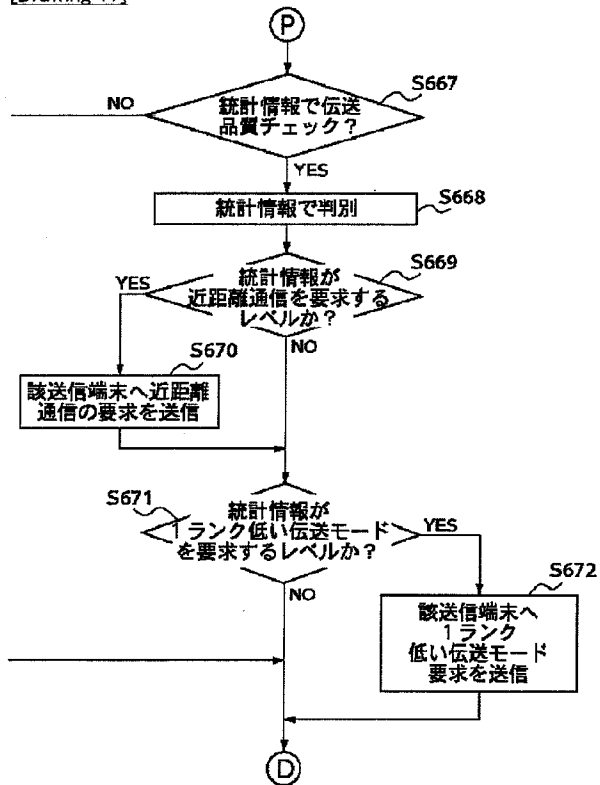 P
S667
NO
統計情報で伝送
品質チェック?
YES
S668
統計情報で判別
S669
YES
統計情報が
近距離通信を要求する
レベルか?
NO
S670
該送信端末へ近距離
通信の要求を送信
S671
統計情報が
1ランク低い伝送モード
を要求するレベルか?
YES
NO
S672
該送信端末へ
1ランク
低い伝送モード
要求を送信
D